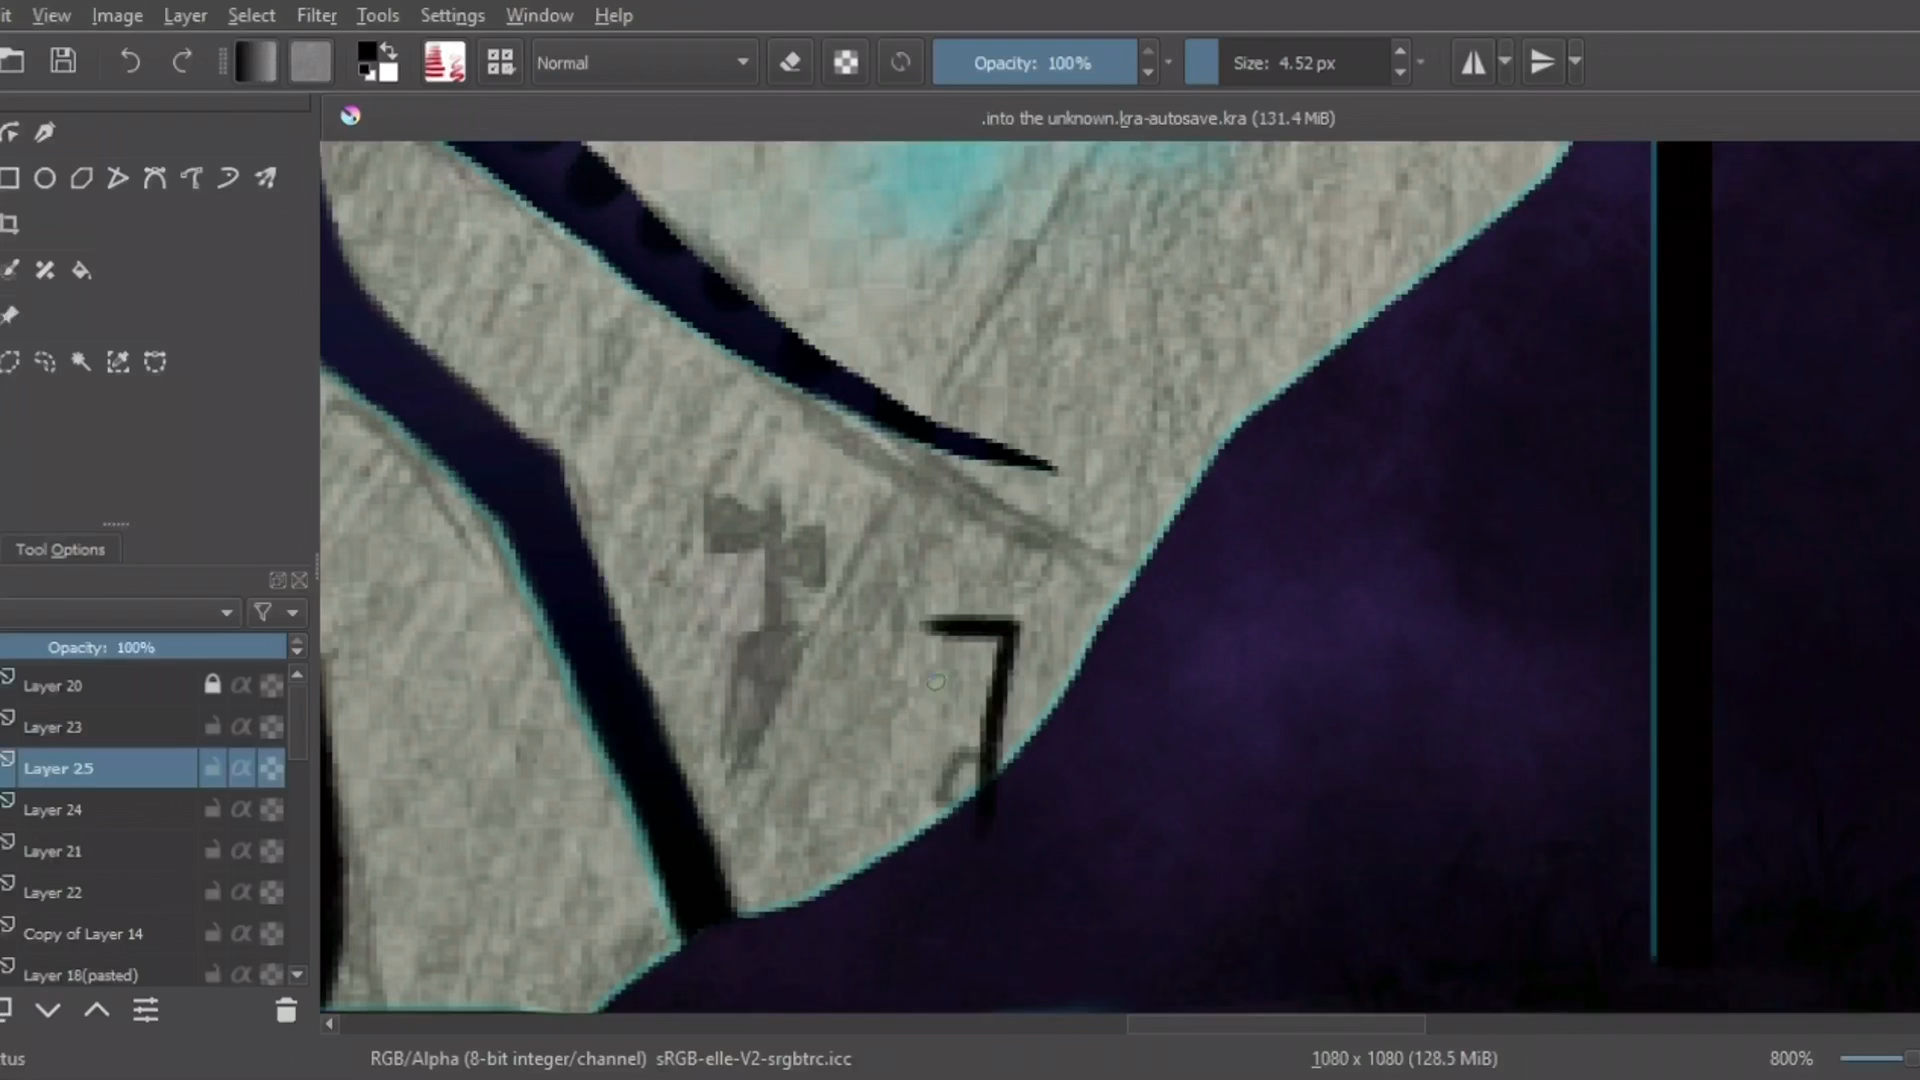 it View Image Layer Select Filter Tools Settings Window Help
Normal Opacity: 100% Size: 4.52 px
.into the unknown.kra-autosave.kra (131.4 MiB)
Tool Options
Opacity: 100%
Layer 20
Layer 23
Layer 25
Layer 24
Layer 21
Layer 22
Copy of Layer 14
Layer 18(pasted)
tus RGB/Alpha (8-bit integer/channel) sRGB-elle-V2-srgbtrc.icc 1080 x 1080 (128.5 MiB) 800%